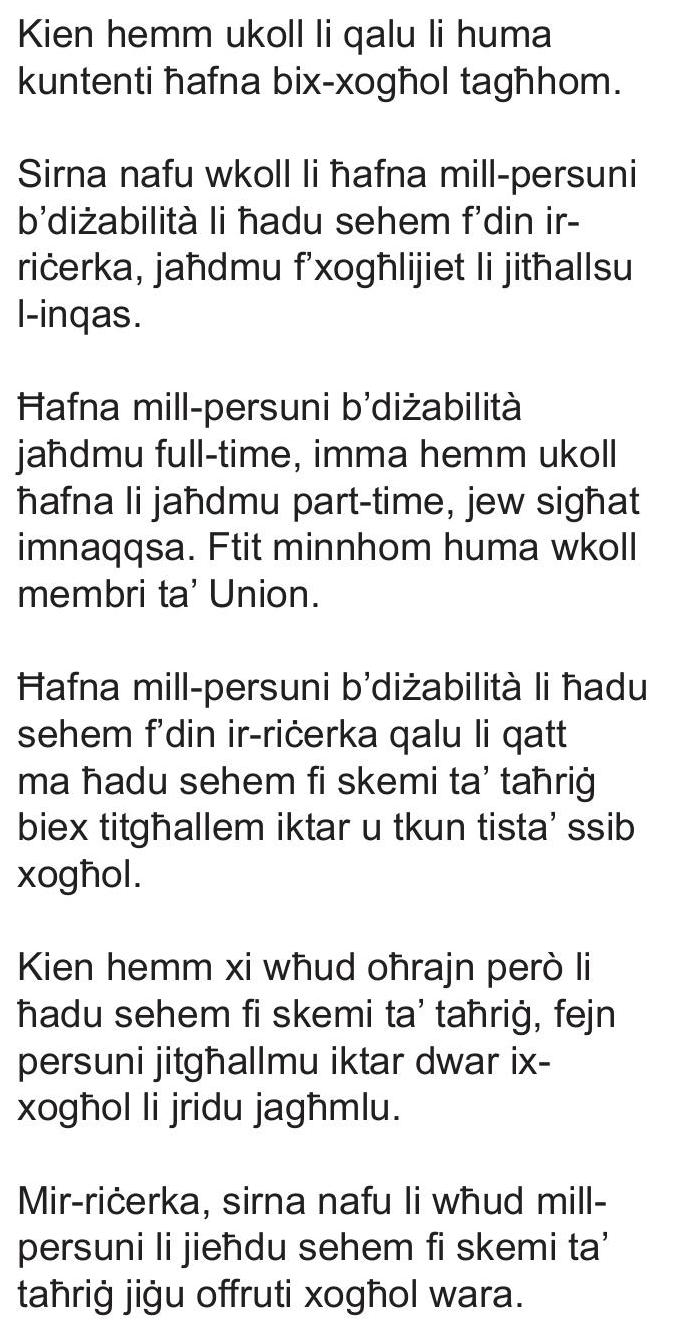 Kien hemm ukoll li qalu li huma
kuntenti ħafna bix-xogħol tagħhom.
Sirna nafu wkoll li ħafna mill-persuni
b’diżabilità li ħadu sehem f’din ir-
riċerka, jaħdmu f’xogħlijiet li jitħallsu
l-inqas.
Ħafna mill-persuni b’diżabilità
jaħdmu full-time, imma hemm ukoll
ħafna li jaħdmu part-time, jew sigħat
imnaqqsa. Ftit minnhom huma wkoll
membri ta’ Union.
Ħafna mill-persuni b’diżabilità li ħadu
sehem f’din ir-riċerka qalu li qatt
ma ħadu sehem fi skemi ta’ taħriġ
biex titgħallem iktar u tkun tista’ ssib
xogħol.
Kien hemm xi wħud oħrajn però li
ħadu sehem fi skemi ta’ taħriġ, fejn
persuni jitgħallmu iktar dwar ix-
xogħol li jridu jagħmlu.
Mir-riċerka, sirna nafu li wħud mill-
persuni li jieħdu sehem fi skemi ta’
taħriġ jiġu offruti xogħol wara.